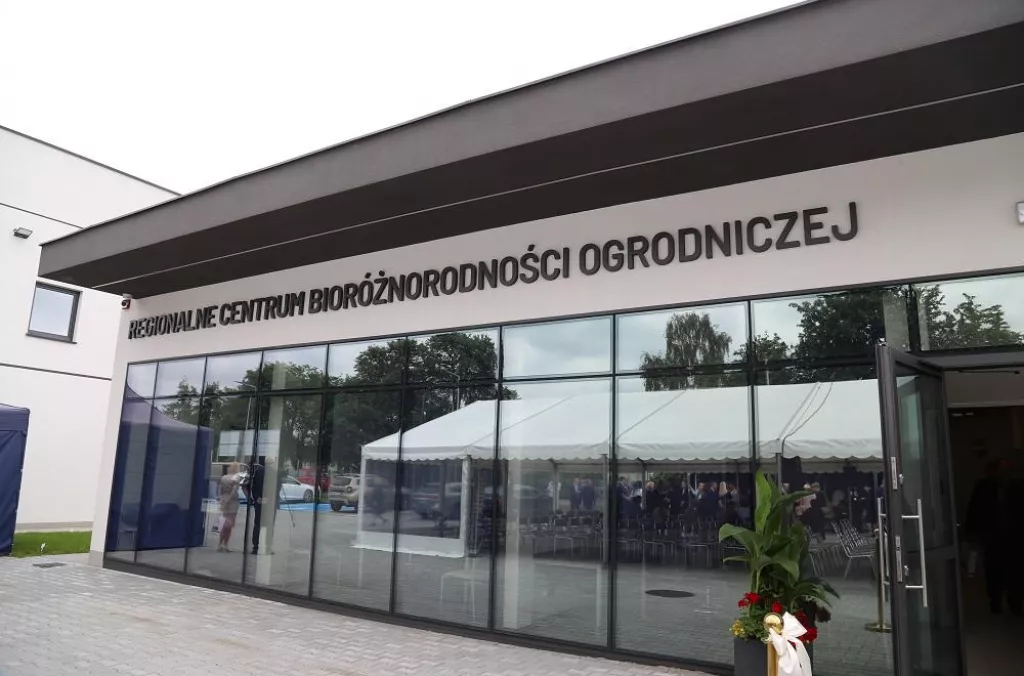 REGIONALNE CENTRUM BIORÓŻNORODNOŚCI OGRODNICZEJ